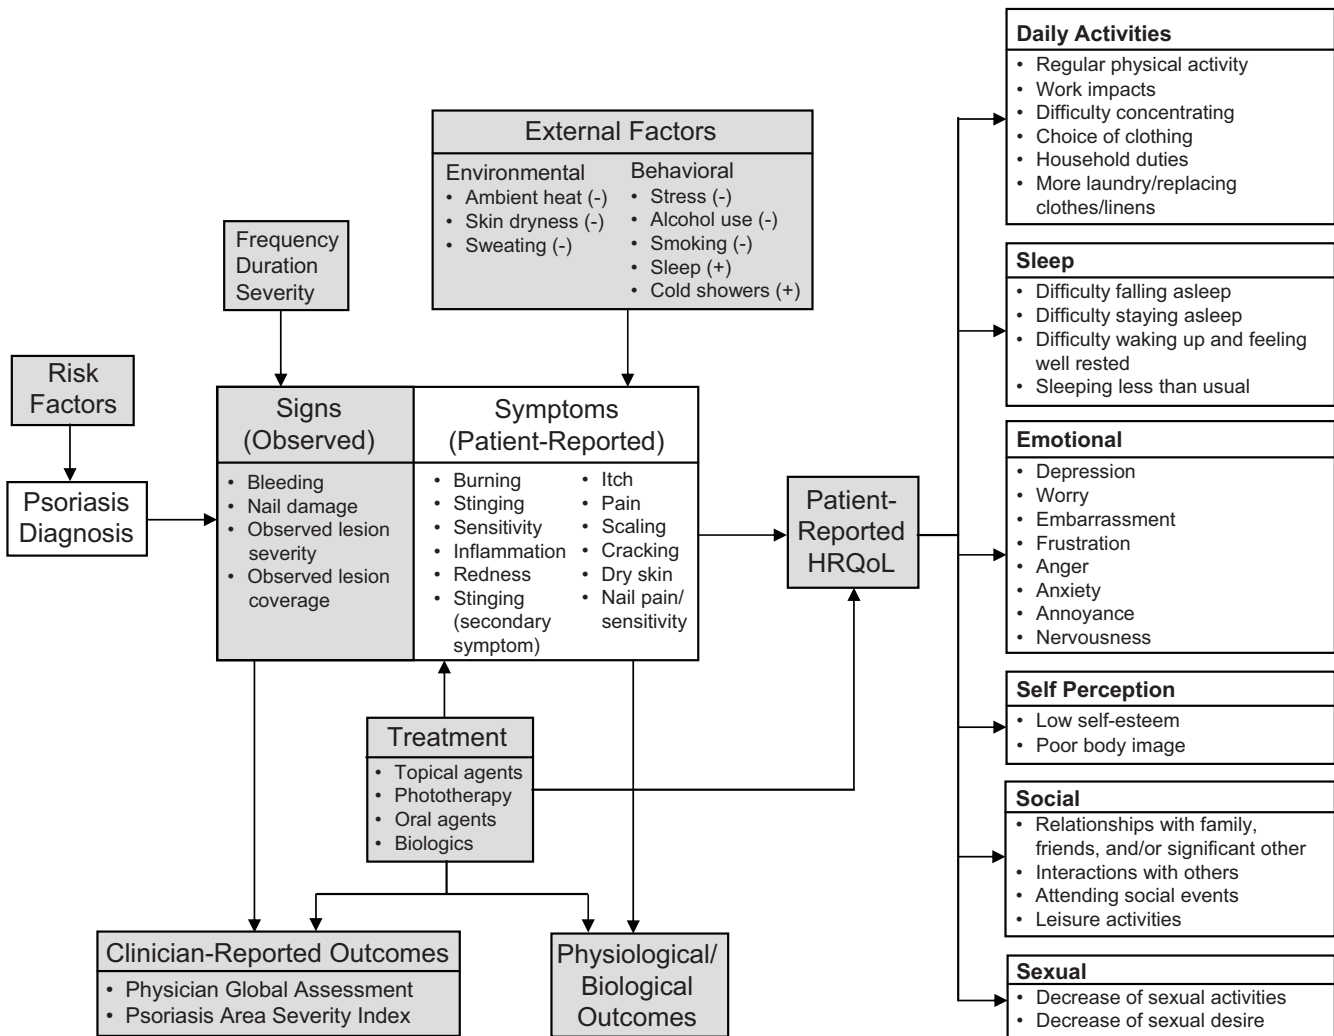 Risk
Factors
Psoriasis
Diagnosis
Frequency
Duration
Severity
External Factors
Environmental
• Ambient heat (-)
• Skin dryness (-)
• Sweating (-)
Behavioral
• Stress (-)
• Alcohol use (-)
• Smoking (-)
• Sleep (+)
• Cold showers (+)
Signs
(Observed)
• Bleeding
• Nail damage
• Observed lesion
severity
• Observed lesion
coverage
Symptoms
(Patient-Reported)
• Burning
• Stinging
• Sensitivity
• Inflammation
• Redness
• Stinging
(secondary
symptom)
• Itch
• Pain
• Scaling
• Cracking
• Dry skin
• Nail pain/
sensitivity
Treatment
• Topical agents
• Phototherapy
• Oral agents
• Biologics
Clinician-Reported Outcomes
• Physician Global Assessment
• Psoriasis Area Severity Index
Physiological/
Biological
Outcomes
Patient-
Reported
HRQoL
Daily Activities
• Regular physical activity
• Work impacts
• Difficulty concentrating
• Choice of clothing
• Household duties
• More laundry/replacing
clothes/linens
Sleep
• Difficulty falling asleep
• Difficulty staying asleep
• Difficulty waking up and feeling
well rested
• Sleeping less than usual
Emotional
• Depression
• Worry
• Embarrassment
• Frustration
• Anger
• Anxiety
• Annoyance
• Nervousness
Self Perception
• Low self-esteem
• Poor body image
Social
• Relationships with family,
friends, and/or significant other
• Interactions with others
• Attending social events
• Leisure activities
Sexual
• Decrease of sexual activities
• Decrease of sexual desire